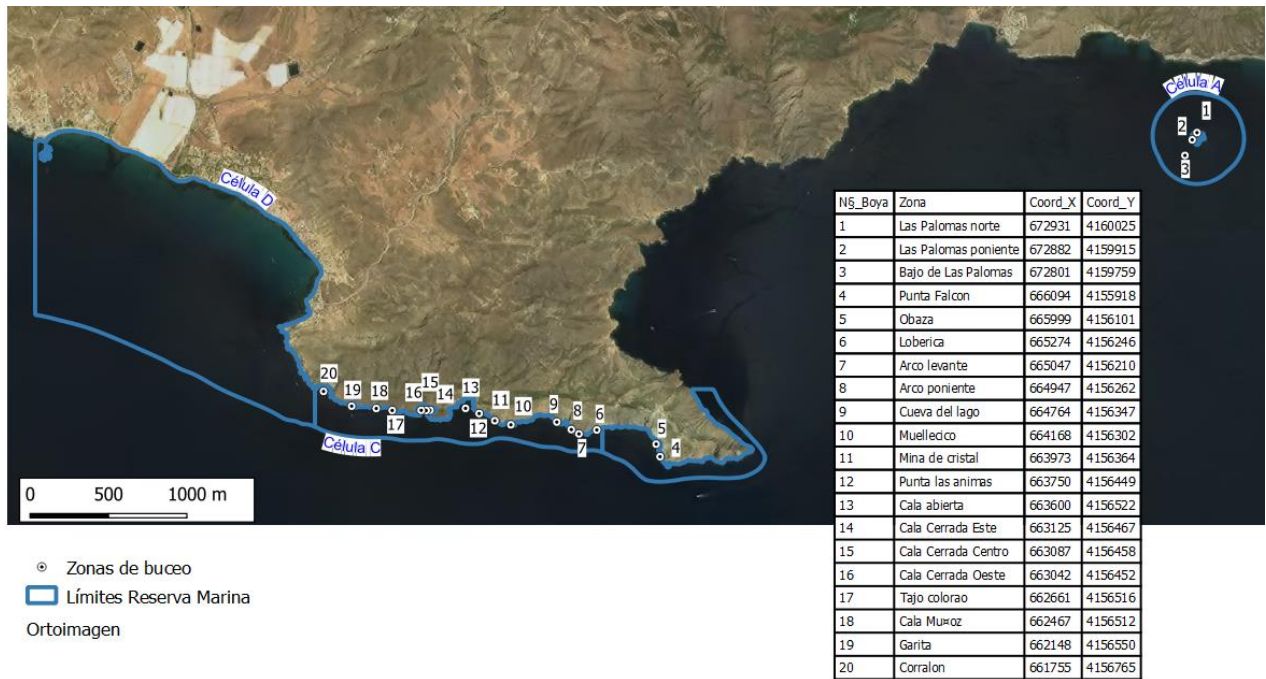 Célula A
1
2
3
Célula D
20
19
18
17
16
15
14
13
12
11
10
9
8
7
6
5
4
Célula C
0 500 1000 m
Zonas de buceo
Límites Reserva Marina
Ortoimagen
N§_Boya Zona Coord_X Coord_Y
1 Las Palomas norte 672931 4160025
2 Las Palomas poniente 672882 4159915
3 Bajo de Las Palomas 672801 4159759
4 Punta Falcon 666094 4155918
5 Obaza 665999 4156101
6 Loberica 665274 4156246
7 Arco levante 665047 4156210
8 Arco poniente 664947 4156262
9 Cueva del lago 664764 4156347
10 Muellecico 664168 4156302
11 Mina de cristal 663973 4156364
12 Punta las animas 663750 4156449
13 Cala abierta 663600 4156522
14 Cala Cerrada Este 663125 4156467
15 Cala Cerrada Centro 663087 4156458
16 Cala Cerrada Oeste 663042 4156452
17 Tajo colorao 662661 4156516
18 Cala Mu¤oz 662467 4156512
19 Garita 662148 4156550
20 Corralon 661755 4156765